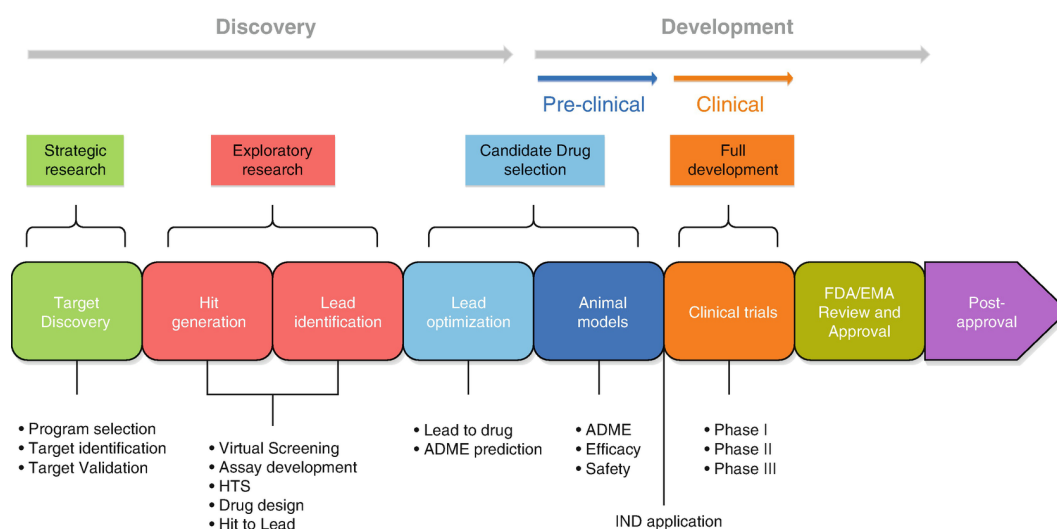 Discovery
Development
Pre-clinical
Clinical
Strategic
research
Exploratory
research
Candidate Drug
selection
Full
development
Target
Discovery
Hit
generation
Lead
identification
Lead
optimization
Animal
models
Clinical trials
FDA/EMA
Review and
Approval
Post-
approval
• Program selection
• Target identification
• Target Validation
• Virtual Screening
• Assay development
• HTS
• Drug design
• Hit to Lead
• Lead to drug
• ADME prediction
• ADME
• Efficacy
• Safety
• Phase I
• Phase II
• Phase III
IND application